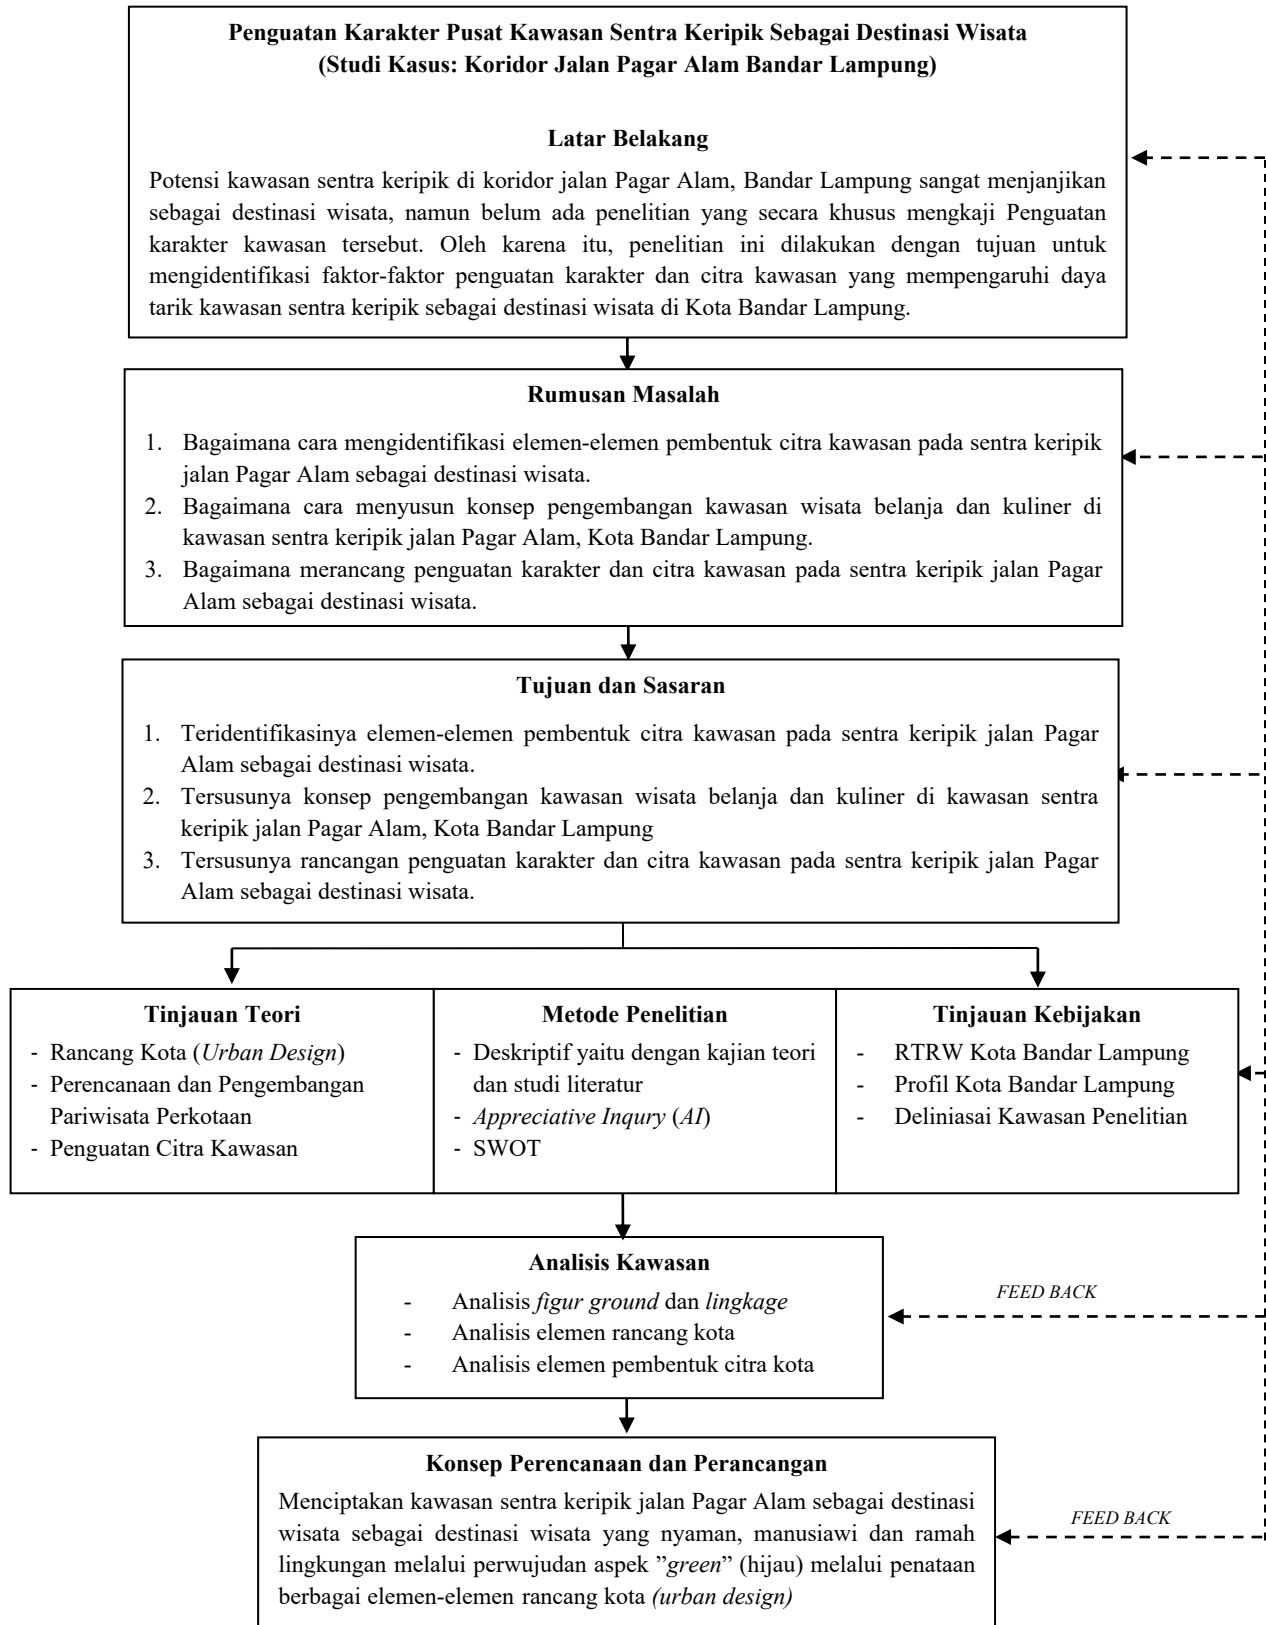 Penguatan Karakter Pusat Kawasan Sentra Keripik Sebagai Destinasi Wisata
(Studi Kasus: Koridor Jalan Pagar Alam Bandar Lampung)
Latar Belakang
Potensi kawasan sentra keripik di koridor jalan Pagar Alam, Bandar Lampung sangat menjanjikan
sebagai destinasi wisata, namun belum ada penelitian yang secara khusus mengkaji Penguatan
karakter kawasan tersebut. Oleh karena itu, penelitian ini dilakukan dengan tujuan untuk
mengidentifikasi faktor-faktor penguatan karakter dan citra kawasan yang mempengaruhi daya
tarik kawasan sentra keripik sebagai destinasi wisata di Kota Bandar Lampung.
Rumusan Masalah
1. Bagaimana cara mengidentifikasi elemen-elemen pembentuk citra kawasan pada sentra keripik
jalan Pagar Alam sebagai destinasi wisata.
2. Bagaimana cara menyusun konsep pengembangan kawasan wisata belanja dan kuliner di
kawasan sentra keripik jalan Pagar Alam, Kota Bandar Lampung.
3. Bagaimana merancang penguatan karakter dan citra kawasan pada sentra keripik jalan Pagar
Alam sebagai destinasi wisata.
Tujuan dan Sasaran
1. Teridentifikasinya elemen-elemen pembentuk citra kawasan pada sentra keripik jalan Pagar
Alam sebagai destinasi wisata.
2. Tersusunya konsep pengembangan kawasan wisata belanja dan kuliner di kawasan sentra
keripik jalan Pagar Alam, Kota Bandar Lampung
3. Tersusunya rancangan penguatan karakter dan citra kawasan pada sentra keripik jalan Pagar
Alam sebagai destinasi wisata.
Tinjauan Teori
- Rancang Kota (Urban Design)
- Perencanaan dan Pengembangan
Pariwisata Perkotaan
- Penguatan Citra Kawasan
Metode Penelitian
- Deskriptif yaitu dengan kajian teori
dan studi literatur
- Appreciative Inqury (AI)
- SWOT
Tinjauan Kebijakan
- RTRW Kota Bandar Lampung
- Profil Kota Bandar Lampung
- Deliniasai Kawasan Penelitian
Analisis Kawasan
- Analisis figur ground dan lingkage
- Analisis elemen rancang kota
- Analisis elemen pembentuk citra kota
FEED BACK
Konsep Perencanaan dan Perancangan
Menciptakan kawasan sentra keripik jalan Pagar Alam sebagai destinasi
wisata sebagai destinasi wisata yang nyaman, manusiawi dan ramah
lingkungan melalui perwujudan aspek ”green” (hijau) melalui penataan
berbagai elemen-elemen rancang kota (urban design)
FEED BACK